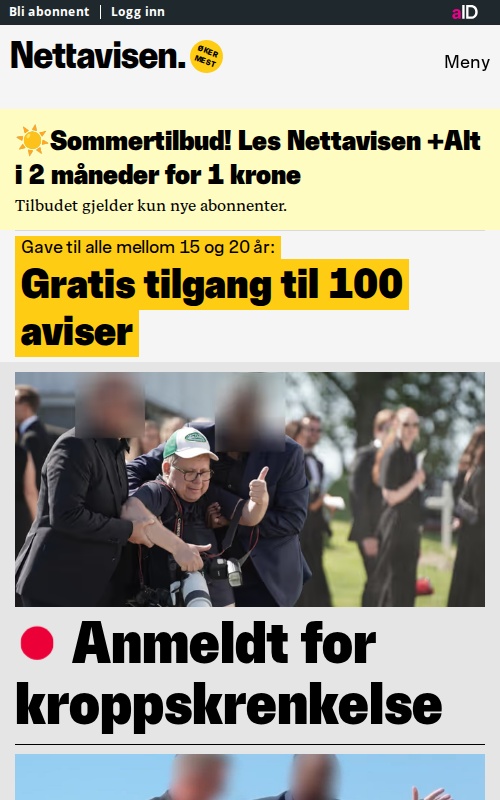 Bli abonnent | Logg inn
aID
Nettavisen.
ØKER
MEST
Meny
☀️Sommertilbud! Les Nettavisen +Alt
i 2 måneder for 1 krone
Tilbudet gjelder kun nye abonnenter.
Gave til alle mellom 15 og 20 år:
Gratis tilgang til 100
aviser
Anmeldt for
kroppskrenkelse